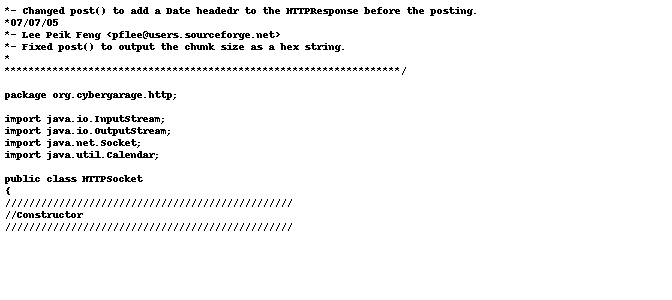 *- Changed post() to add a Date headedr to the HTTPResponse before the posting.
*07/07/05
*- Lee Peik Feng <pflee@users.sourceforge.net>
*- Fixed post() to output the chunk size as a hex string.
*
******************************************************************/
package org.cybergarage.http;
import java.io.InputStream;
import java.io.OutputStream;
import java.net.Socket;
import java.util.Calendar;
public class HTTPSocket
{
////////////////////////////////////////////////
//Constructor
////////////////////////////////////////////////